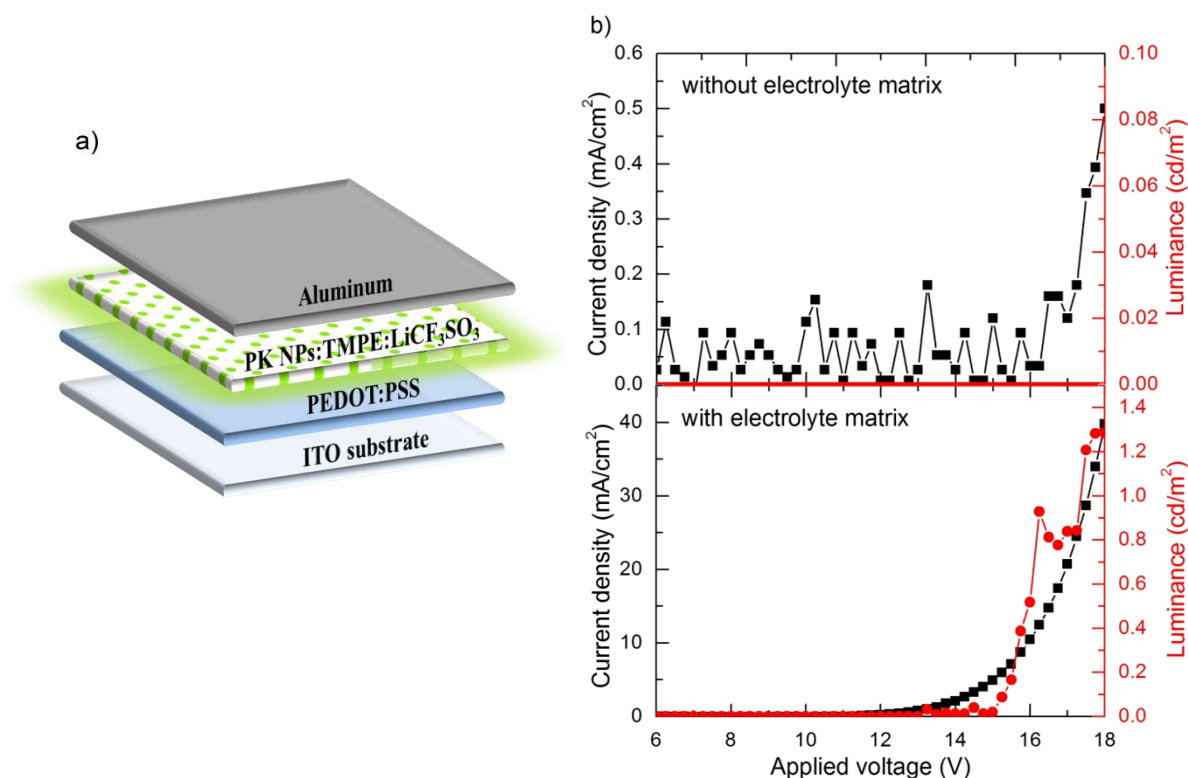 a)
Aluminum
PK NPs:TMPE:LiCF₃SO₃
PEDOT:PSS
ITO substrate
b)
without electrolyte matrix
Current density (mA/cm²)
0.6
0.5
0.4
0.3
0.2
0.1
0.0
Luminance (cd/m²)
0.10
0.08
0.06
0.04
0.02
0.00
with electrolyte matrix
Current density (mA/cm²)
40
30
20
10
0
Luminance (cd/m²)
1.4
1.2
1.0
0.8
0.6
0.4
0.2
0.0
6 8 10 12 14 16 18
Applied voltage (V)